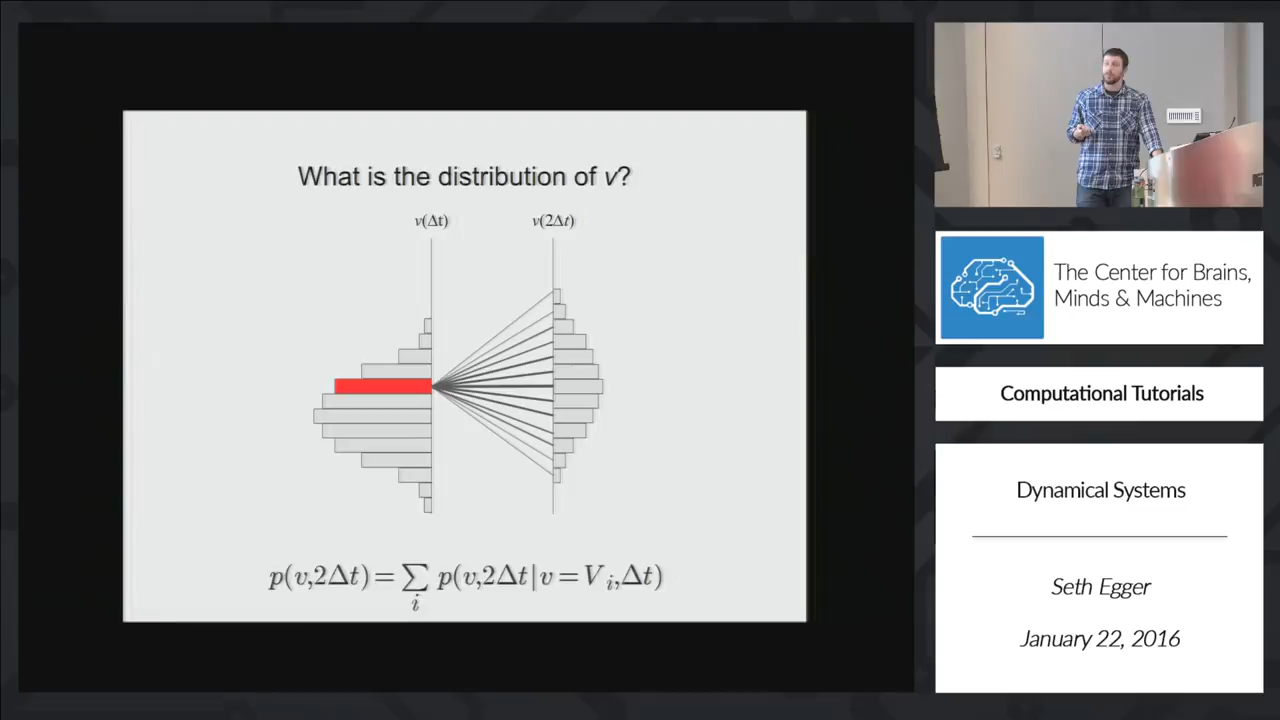 What is the distribution of v?
v(Δt)
v(2Δt)
p(v,2Δt)=∑i p(v,2Δt|v=Vi,Δt)
The Center for Brains,
Minds & Machines
Computational Tutorials
Dynamical Systems
Seth Egger
January 22, 2016